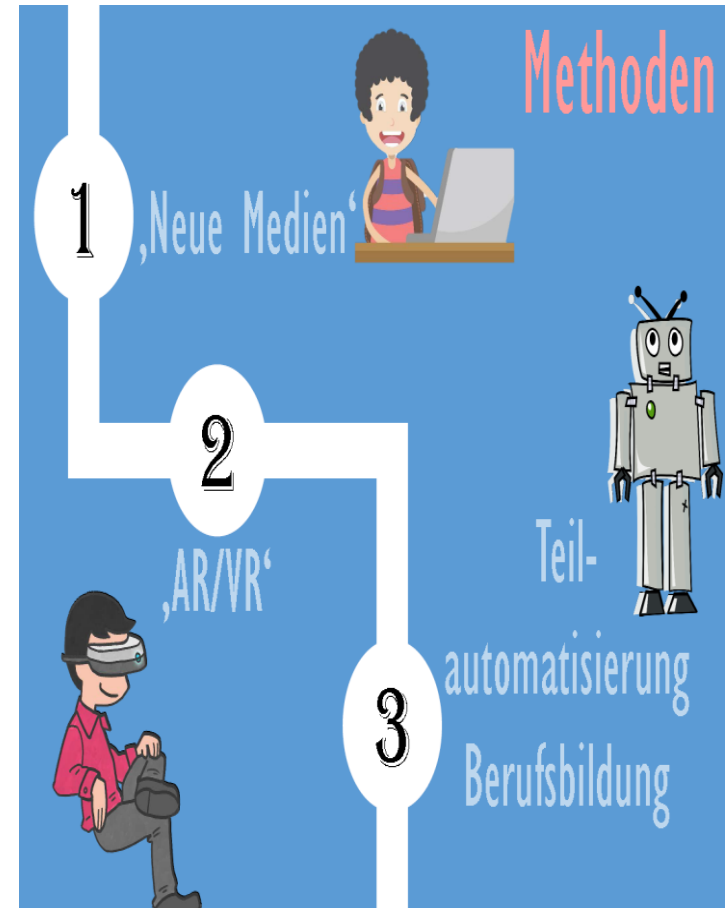 Methoden
1
‚Neue Medien‘
2
‚AR/VR‘
3
Teil-
automatisierung
Berufsbildung